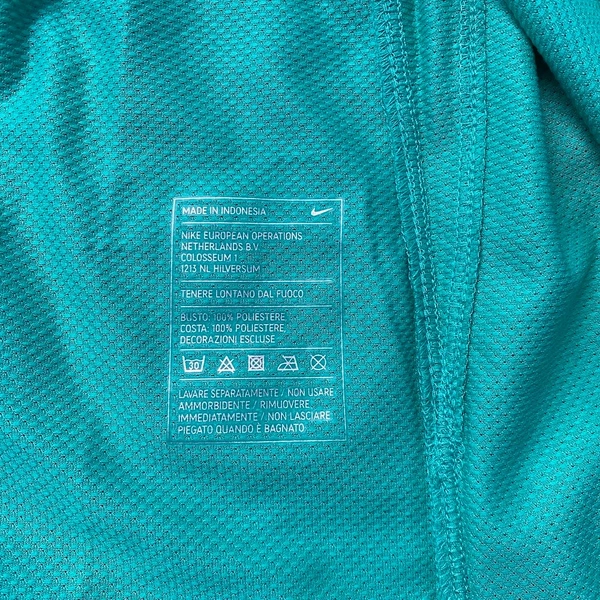 MADE IN INDONESIA
NIKE EUROPEAN OPERATIONS
NETHERLANDS B.V.
COLOSSEUM 1
1213 NL HILVERSUM
TENERE LONTANO DAL FUOCO
BUSTO: 100% POLIESTERE,
COSTA: 100% POLIESTERE,
DECORAZIONI ESCLUSE
30
LAVARE SEPARATAMENTE / NON USARE
AMMORBIDENTE / RIMUOVERE
IMMEDIATAMENTE / NON LASCIARE
PIEGATO QUANDO È BAGNATO